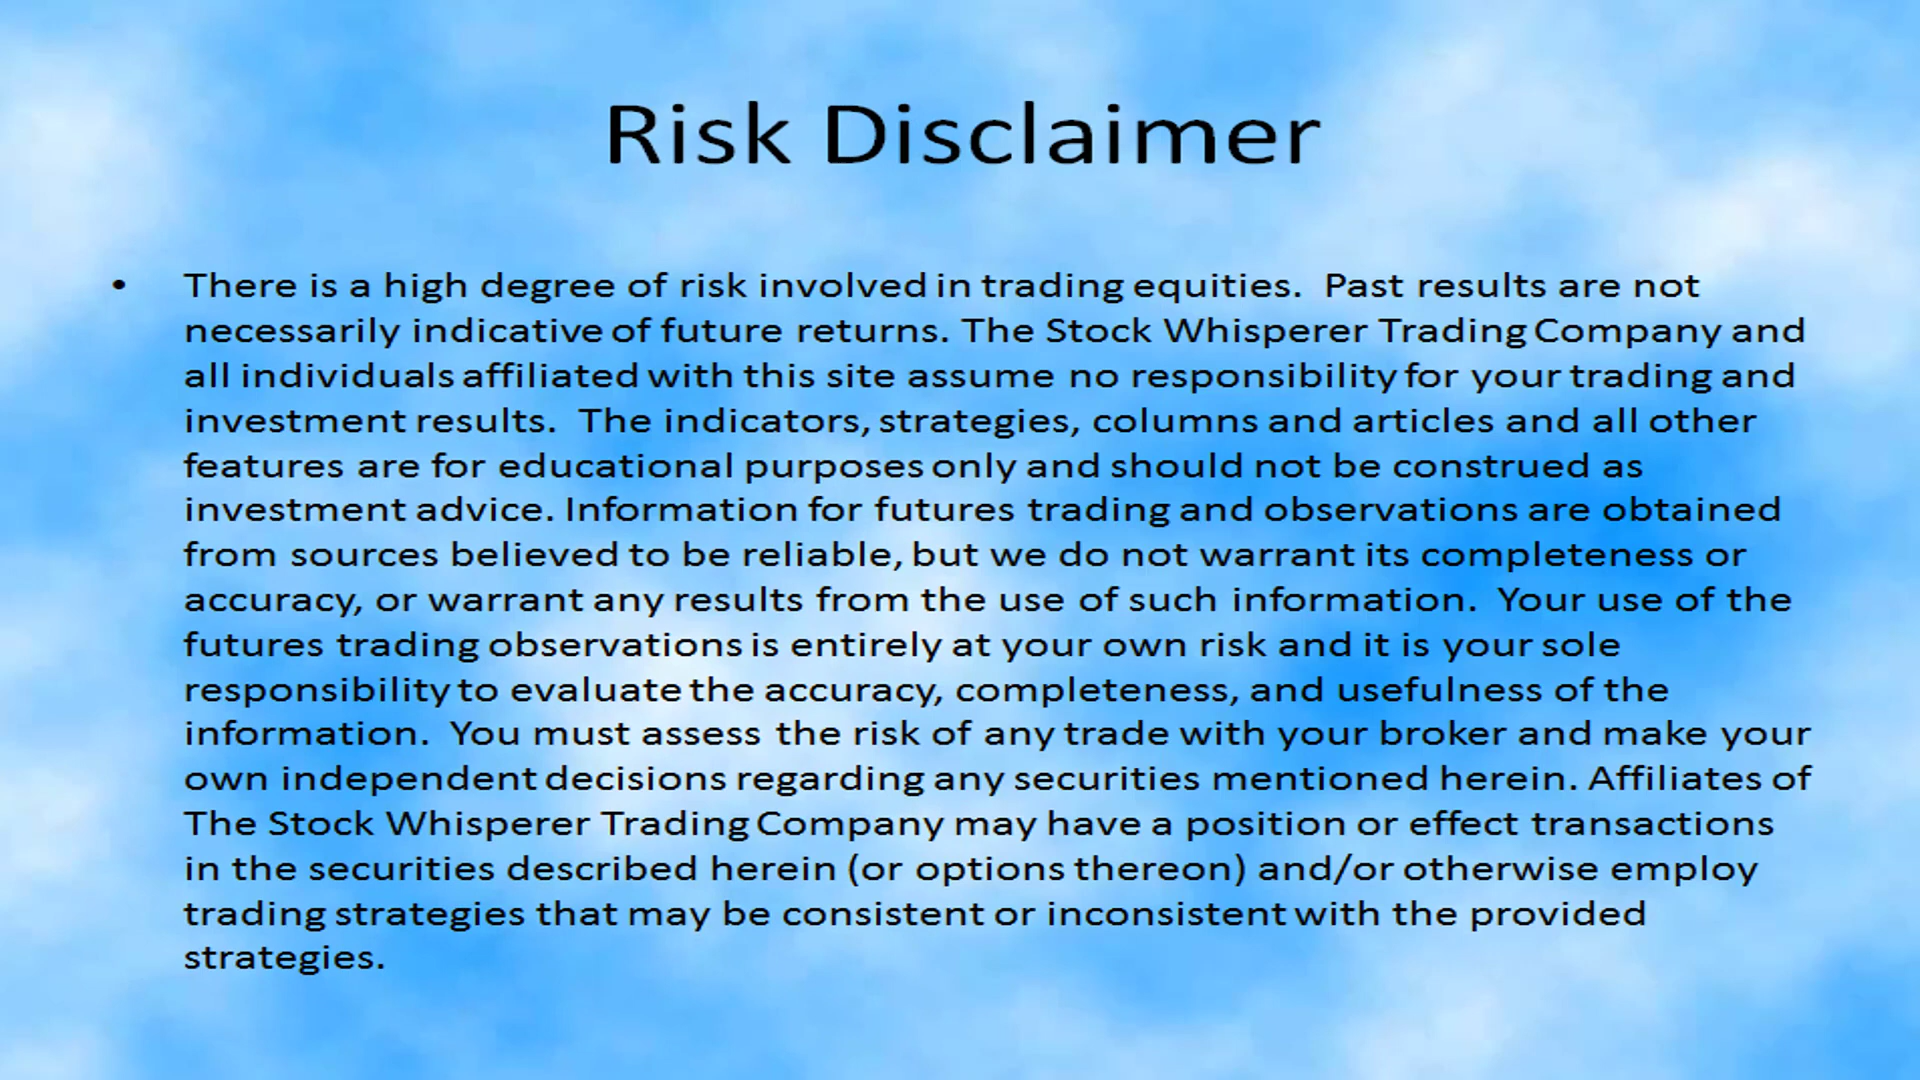 Risk Disclaimer
• There is a high degree of risk involved in trading equities.  Past results are not
necessarily indicative of future returns. The Stock Whisperer Trading Company and
all individuals affiliated with this site assume no responsibility for your trading and
investment results.  The indicators, strategies, columns and articles and all other
features are for educational purposes only and should not be construed as
investment advice. Information for futures trading and observations are obtained
from sources believed to be reliable, but we do not warrant its completeness or
accuracy, or warrant any results from the use of such information.  Your use of the
futures trading observations is entirely at your own risk and it is your sole
responsibility to evaluate the accuracy, completeness, and usefulness of the
information.  You must assess the risk of any trade with your broker and make your
own independent decisions regarding any securities mentioned herein. Affiliates of
The Stock Whisperer Trading Company may have a position or effect transactions
in the securities described herein (or options thereon) and/or otherwise employ
trading strategies that may be consistent or inconsistent with the provided
strategies.